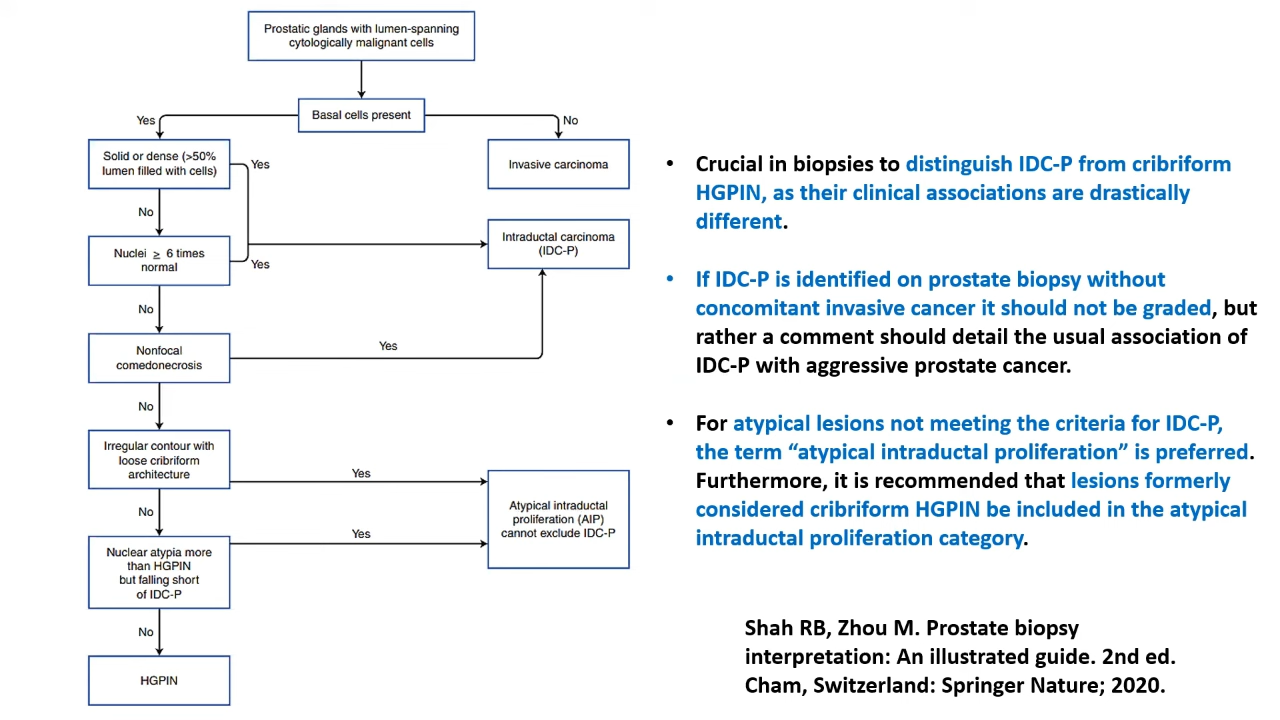 Prostatic glands with lumen-spanning
cytologically malignant cells
Basal cells present
Yes
No
Solid or dense (>50%
lumen filled with cells)
Yes
Invasive carcinoma
No
Nuclei ≥ 6 times
normal
Yes
Intraductal carcinoma
(IDC-P)
No
Nonfocal
comedonecrosis
Yes
No
Irregular contour with
loose cribriform
architecture
Yes
No
Atypical intraductal
proliferation (AIP)
cannot exclude IDC-P
Nuclear atypia more
than HGPIN
but falling short
of IDC-P
Yes
No
HGPIN
• Crucial in biopsies to distinguish IDC-P from cribriform
HGPIN, as their clinical associations are drastically
different.
• If IDC-P is identified on prostate biopsy without
concomitant invasive cancer it should not be graded, but
rather a comment should detail the usual association of
IDC-P with aggressive prostate cancer.
• For atypical lesions not meeting the criteria for IDC-P,
the term “atypical intraductal proliferation” is preferred.
Furthermore, it is recommended that lesions formerly
considered cribriform HGPIN be included in the atypical
intraductal proliferation category.
Shah RB, Zhou M. Prostate biopsy
interpretation: An illustrated guide. 2nd ed.
Cham, Switzerland: Springer Nature; 2020.